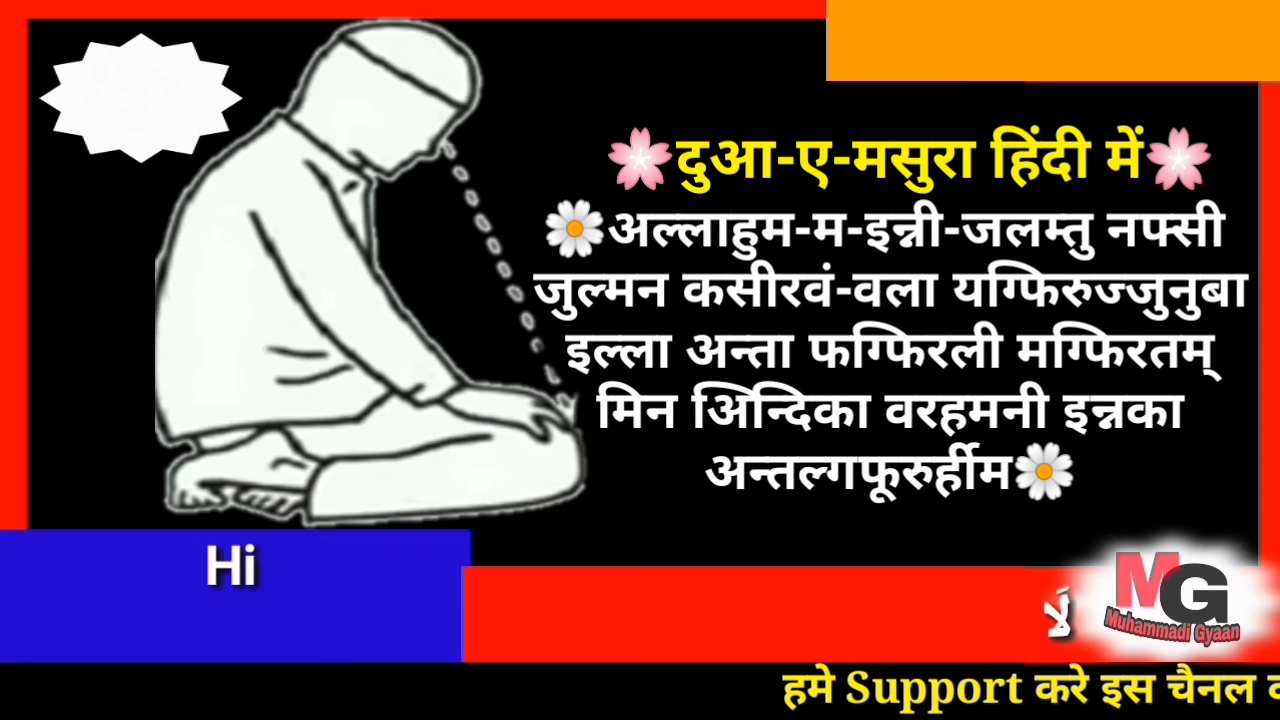 🌸दुआ-ए-मसुरा हिंदी में🌸
🌼अल्लाहुम-म-इन्नी-जलम्तु नफ्सी
जुल्मन कसीरवं-वला यग्फिरुज्जुनुबा
इल्ला अन्ता फग्फिरली मग्फिरतम्
मिन अिन्दिका वरहमनी इन्नका
अन्तल्गफूरुर्हीम🌼
Hi
MG
Muhammadi Gyaan
हमे Support करे इस चैनल